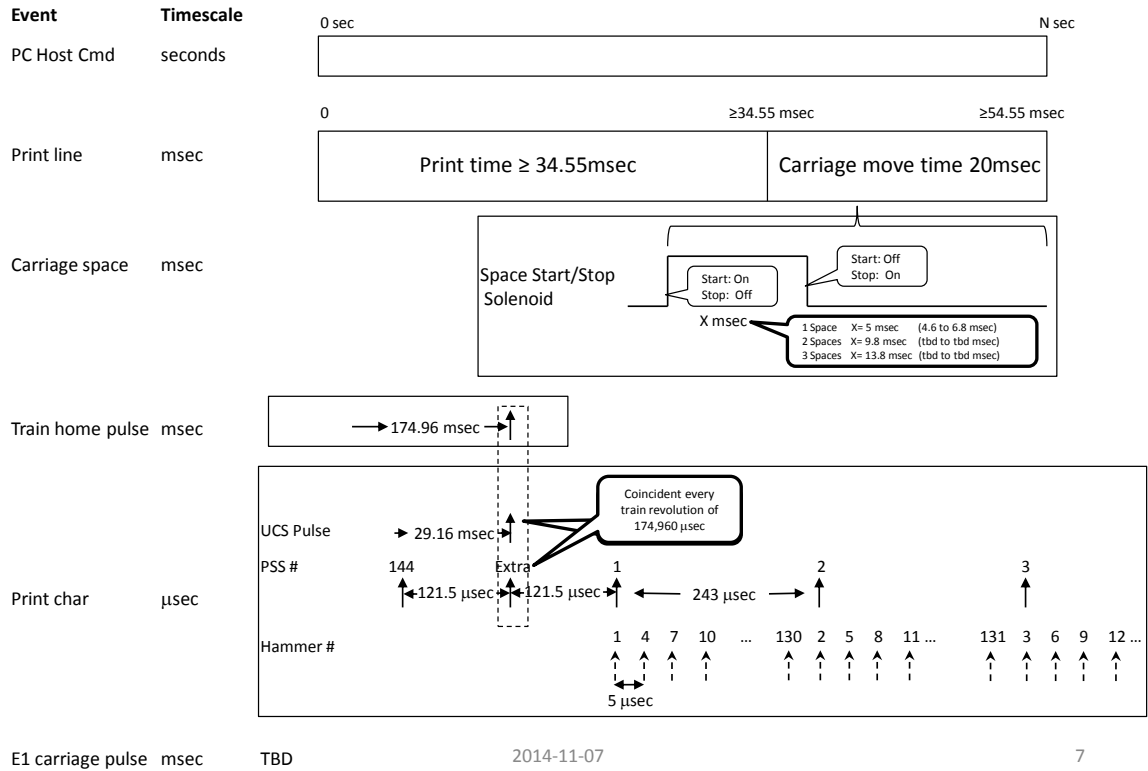 Event Timescale
0 sec N sec
PC Host Cmd seconds
0 ≥34.55 msec ≥54.55 msec
Print line msec Print time ≥ 34.55msec Carriage move time 20msec
Carriage space msec
Space Start/Stop
Solenoid
Start: On
Stop: Off
Start: Off
Stop: On
X msec
1 Space X= 5 msec (4.6 to 6.8 msec)
2 Spaces X= 9.8 msec (tbd to tbd msec)
3 Spaces X= 13.8 msec (tbd to tbd msec)
Train home pulse msec 174.96 msec
Coincident every
train revolution of
174,960 µsec
UCS Pulse 29.16 msec
PSS # 144 Extra 1 2 3
Print char µsec 121.5 µsec 121.5 µsec 243 µsec
Hammer # 1 4 7 10 ... 130 2 5 8 11 ... 131 3 6 9 12 ...
5 µsec
E1 carriage pulse msec TBD 2014-11-07 7